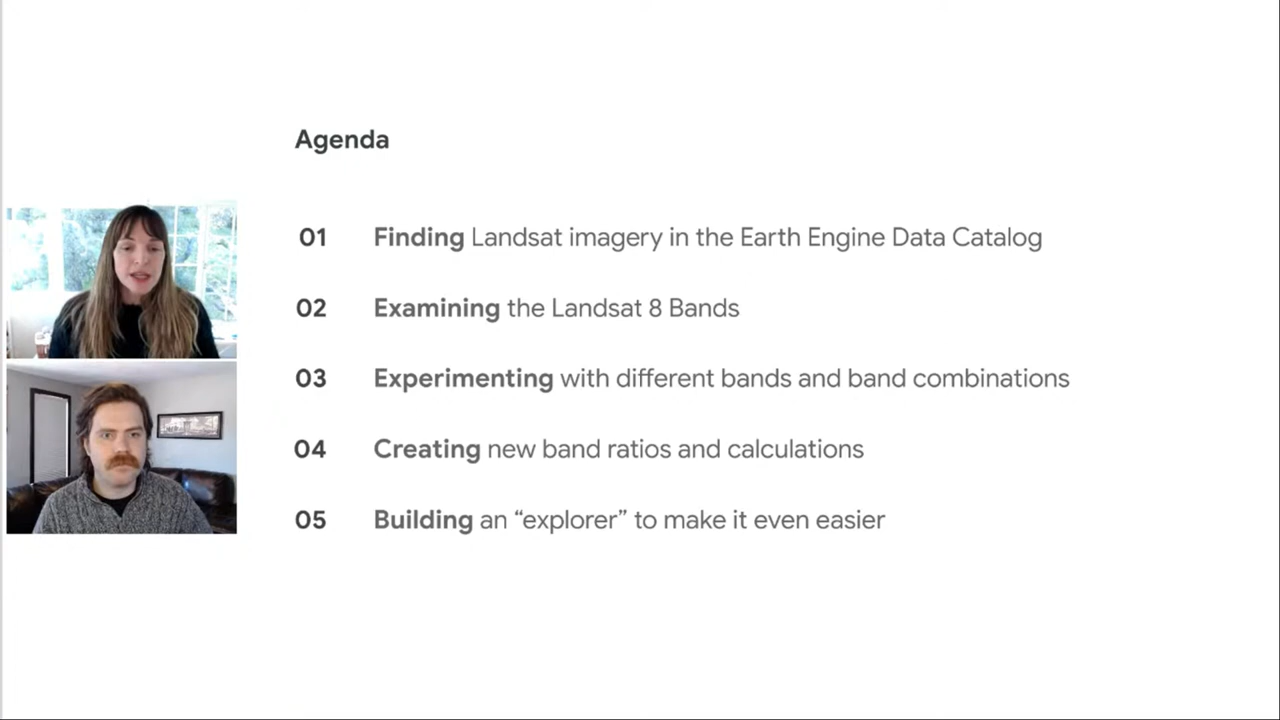 Agenda
01 Finding Landsat imagery in the Earth Engine Data Catalog
02 Examining the Landsat 8 Bands
03 Experimenting with different bands and band combinations
04 Creating new band ratios and calculations
05 Building an “explorer” to make it even easier